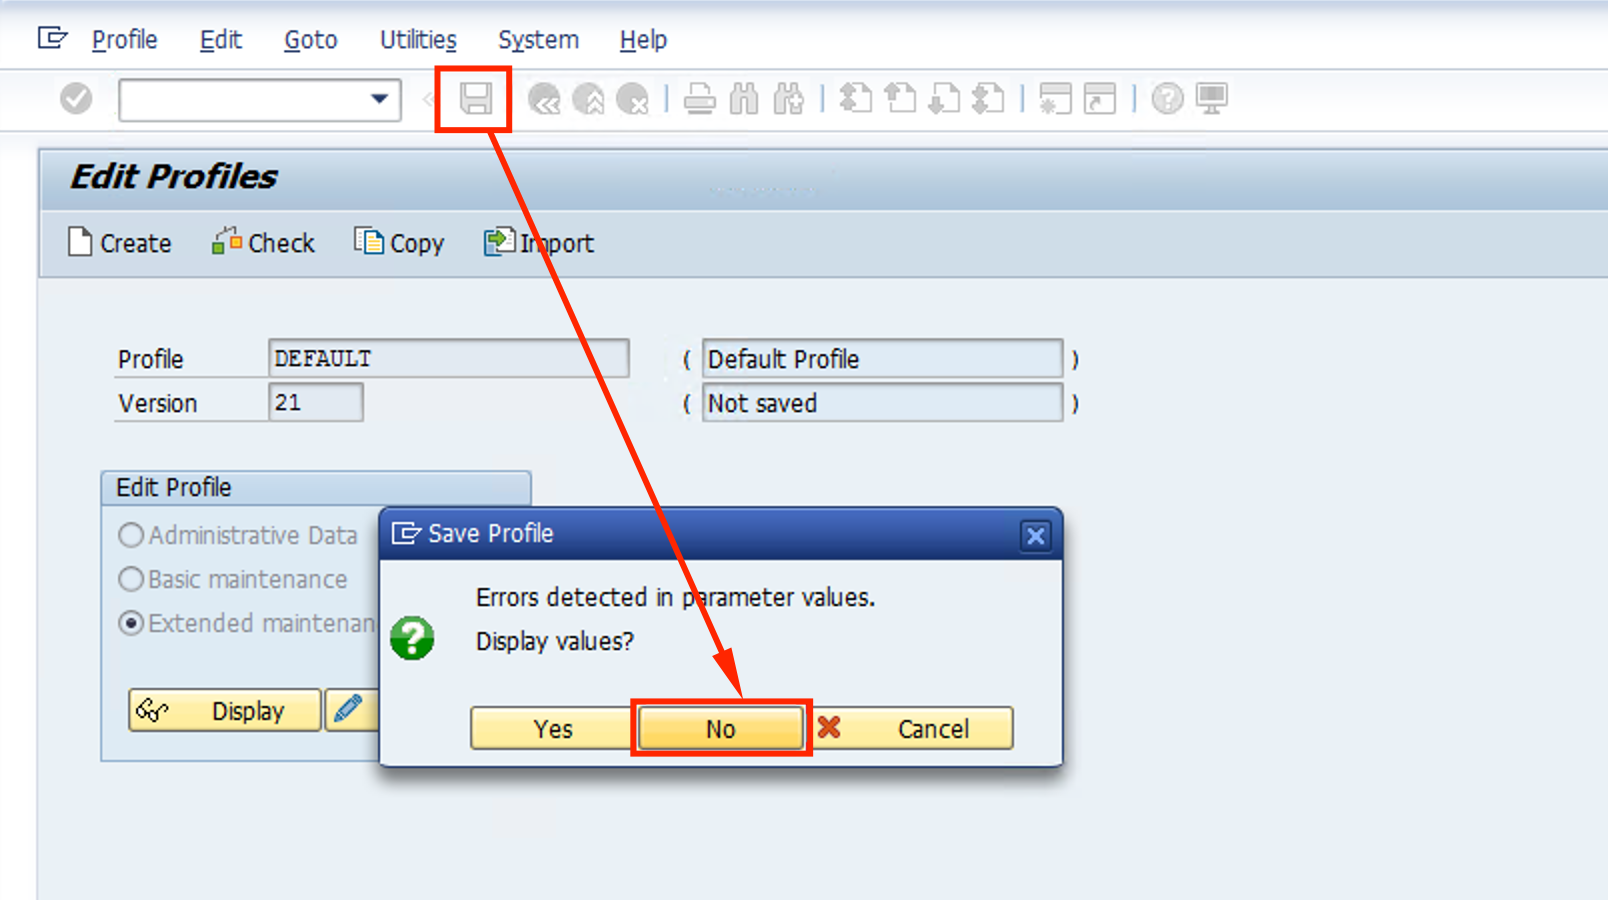 Profile Edit Goto Utilities System Help
Edit Profiles
Create Check Copy Import
Profile DEFAULT ( Default Profile )
Version 21 ( Not saved )
Edit Profile
Administrative Data
Basic maintenance
Extended maintenan
Display
Save Profile
Errors detected in parameter values.
Display values?
Yes No Cancel